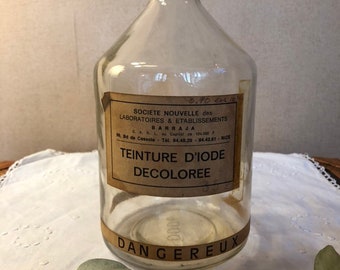 SOCIETE NOUVELLE des
LABORATOIRES & ETABLISSEMENTS
BARRAJA
TEINTURE D'IODE
DECOLOREE
DANGEREUX